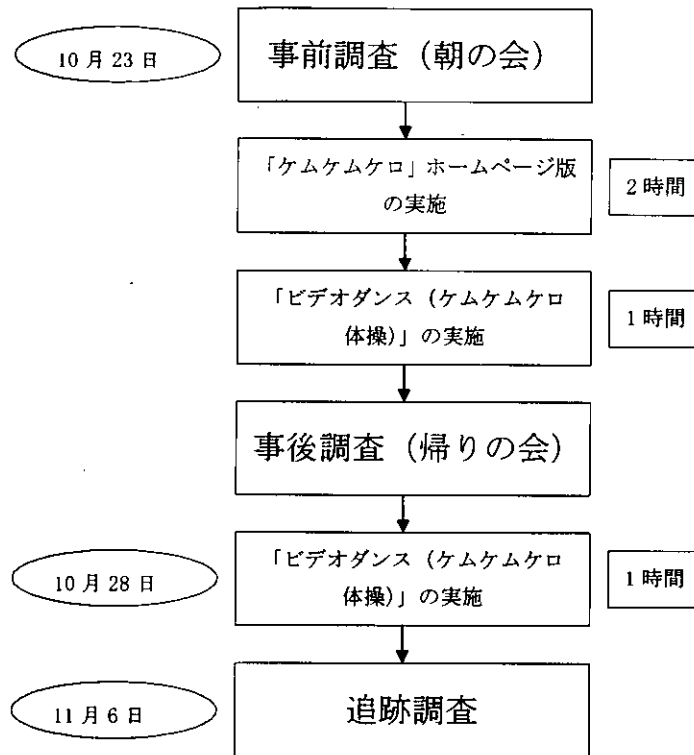 10月23日
事前調査（朝の会）
「ケムケムケロ」ホームページ版
の実施
2時間
「ビデオダンス（ケムケムケロ
体操）」の実施
1時間
事後調査（帰りの会）
10月28日
「ビデオダンス（ケムケムケロ
体操）」の実施
1時間
11月6日
追跡調査